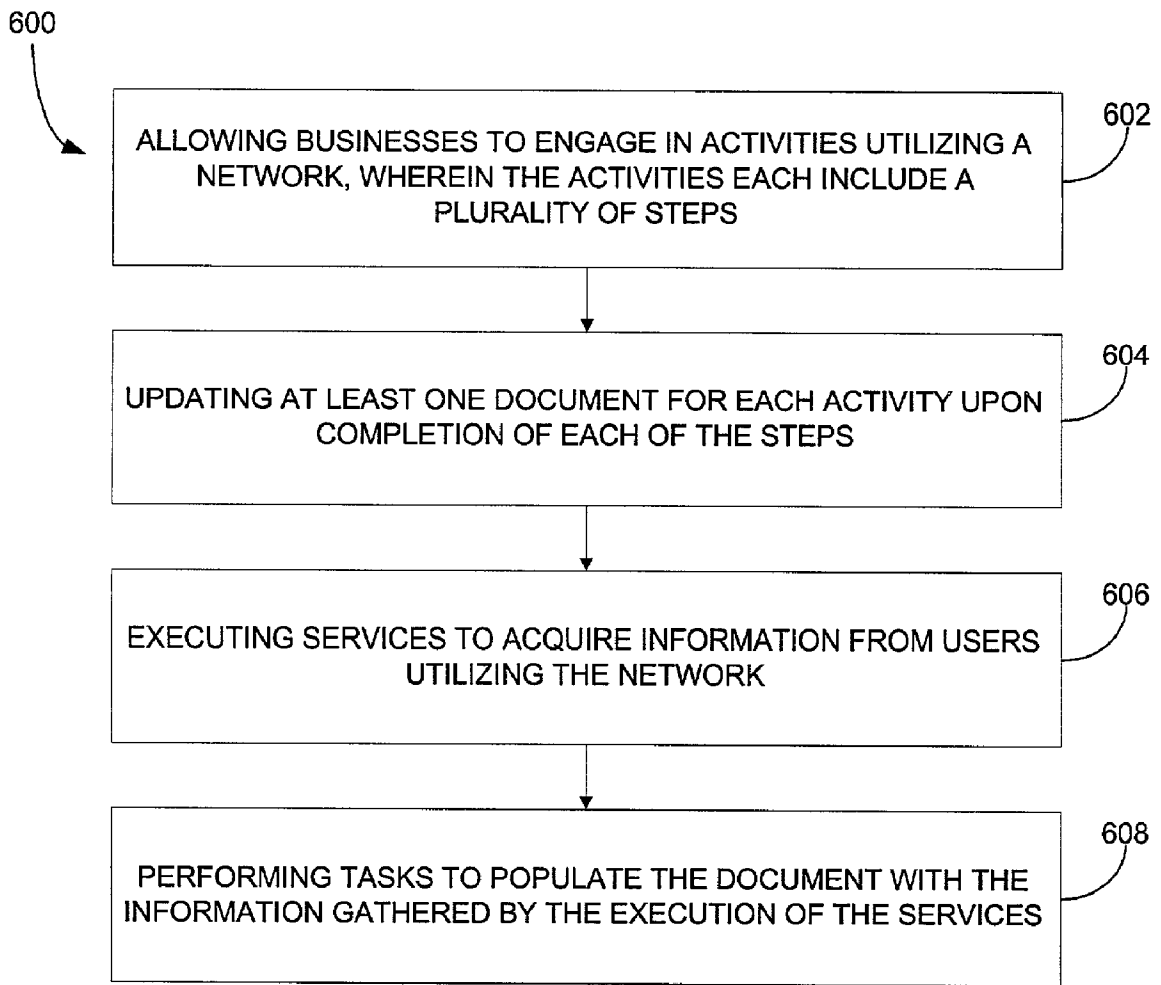 600
602
ALLOWING BUSINESSES TO ENGAGE IN ACTIVITIES UTILIZING A
NETWORK, WHEREIN THE ACTIVITIES EACH INCLUDE A
PLURALITY OF STEPS
604
UPDATING AT LEAST ONE DOCUMENT FOR EACH ACTIVITY UPON
COMPLETION OF EACH OF THE STEPS
606
EXECUTING SERVICES TO ACQUIRE INFORMATION FROM USERS
UTILIZING THE NETWORK
608
PERFORMING TASKS TO POPULATE THE DOCUMENT WITH THE
INFORMATION GATHERED BY THE EXECUTION OF THE SERVICES